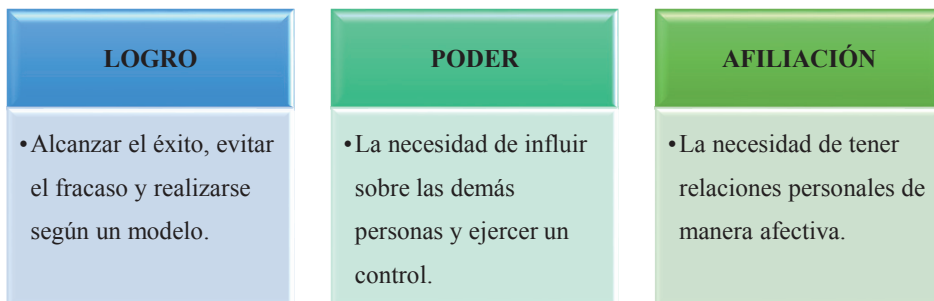 LOGRO
•Alcanzar el éxito, evitar
el fracaso y realizarse
según un modelo.
PODER
•La necesidad de influir
sobre las demás
personas y ejercer un
control.
AFILIACIÓN
•La necesidad de tener
relaciones personales de
manera afectiva.